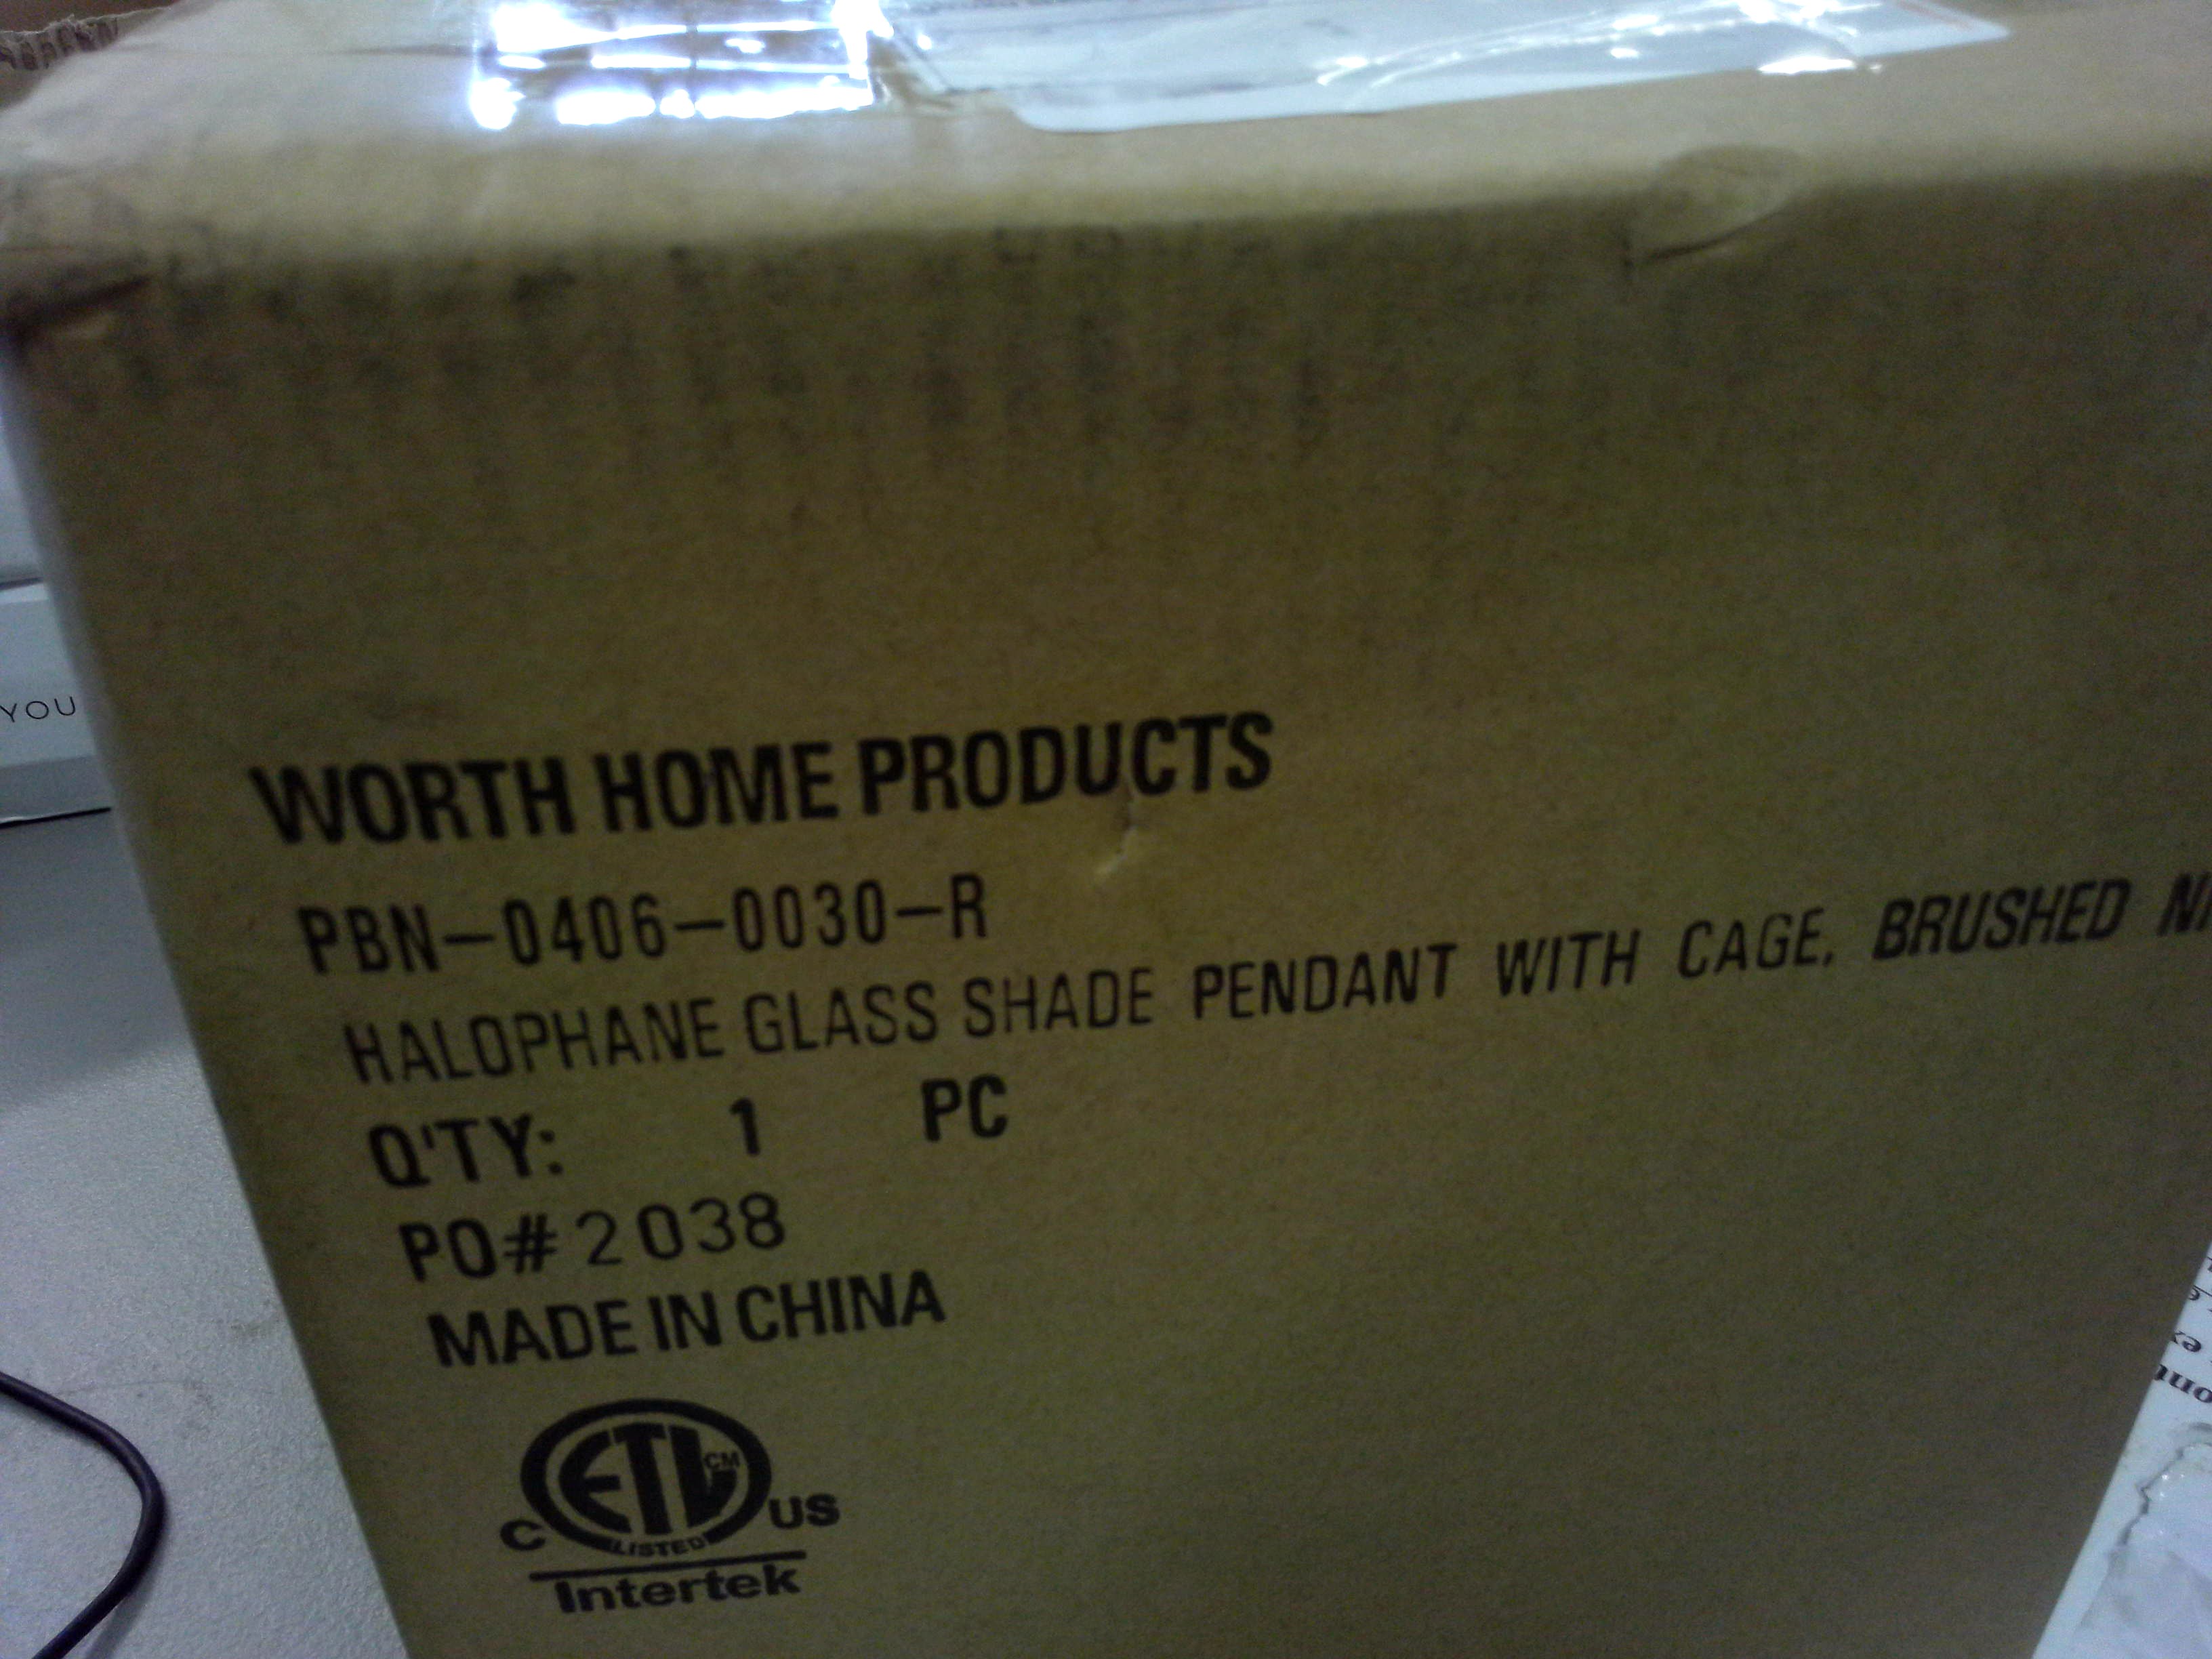 YOU
WORTH HOME PRODUCTS
PBN-0406-0030-R
HALOPHANE GLASS SHADE PENDANT WITH CAGE, BRUSHED
Q'TY: 1 PC
PO# 2038
MADE IN CHINA
ETL CM
C US
LISTED
Intertek